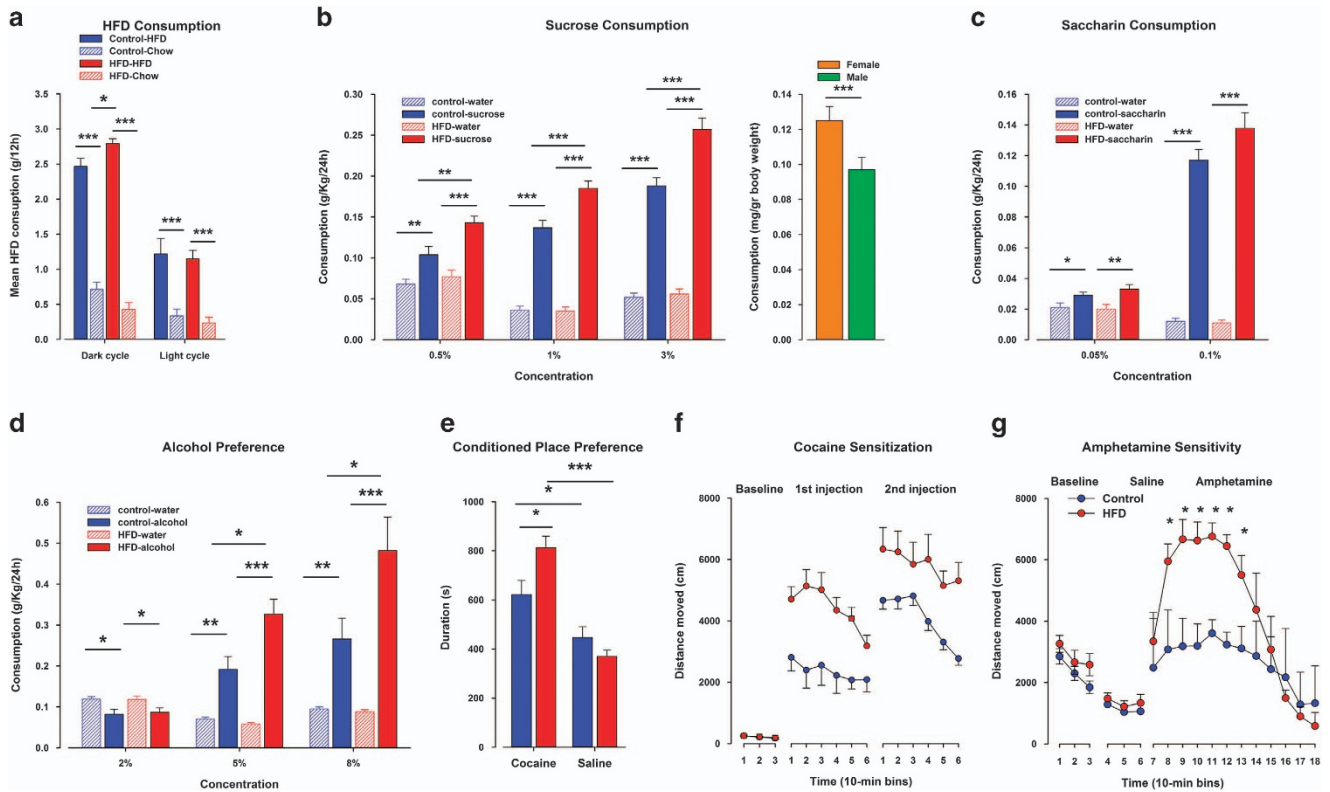 a
HFD Consumption
Control-HFD
Control-Chow
HFD-HFD
HFD-Chow
Mean HFD consuption (g/12h)
3.5
3.0
2.5
2.0
1.5
1.0
0.5
0.0
***
*
***
***
***
Dark cycle
Light cycle
b
Sucrose Consumption
control-water
control-sucrose
HFD-water
HFD-sucrose
Consumption (g/Kg/24h)
0.30
0.25
0.20
0.15
0.10
0.05
0.00
**
**
***
***
***
***
***
***
***
0.5%
1%
3%
Concentration
Female
Male
***
Consumption (mg/gr body weight)
0.14
0.12
0.10
0.08
0.06
0.04
0.02
0.00
c
Saccharin Consumption
control-water
control-saccharin
HFD-water
HFD-saccharin
Consumption (g/Kg/24h)
0.16
0.14
0.12
0.10
0.08
0.06
0.04
0.02
0.00
*
**
***
***
0.05%
0.1%
Concentration
d
Alcohol Preference
control-water
control-alcohol
HFD-water
HFD-alcohol
Consumption (g/Kg/24h)
0.6
0.5
0.4
0.3
0.2
0.1
0.0
*
*
**
*
***
**
*
***
2%
5%
8%
Concentration
e
Conditioned Place Preference
Duration (s)
1000
800
600
400
200
0
***
*
*
Cocaine
Saline
f
Cocaine Sensitization
Baseline
1st injection
2nd injection
Distance moved (cm)
8000
6000
4000
2000
0
1 2 3
1 2 3 4 5 6
1 2 3 4 5 6
Time (10-min bins)
g
Amphetamine Sensitivity
Baseline
Saline
Amphetamine
Control
HFD
Distance moved (cm)
8000
6000
4000
2000
0
* * * * * *
1 2 3
4 5 6
7 8 9 10 11 12 13 14 15 16 17 18
Time (10-min bins)